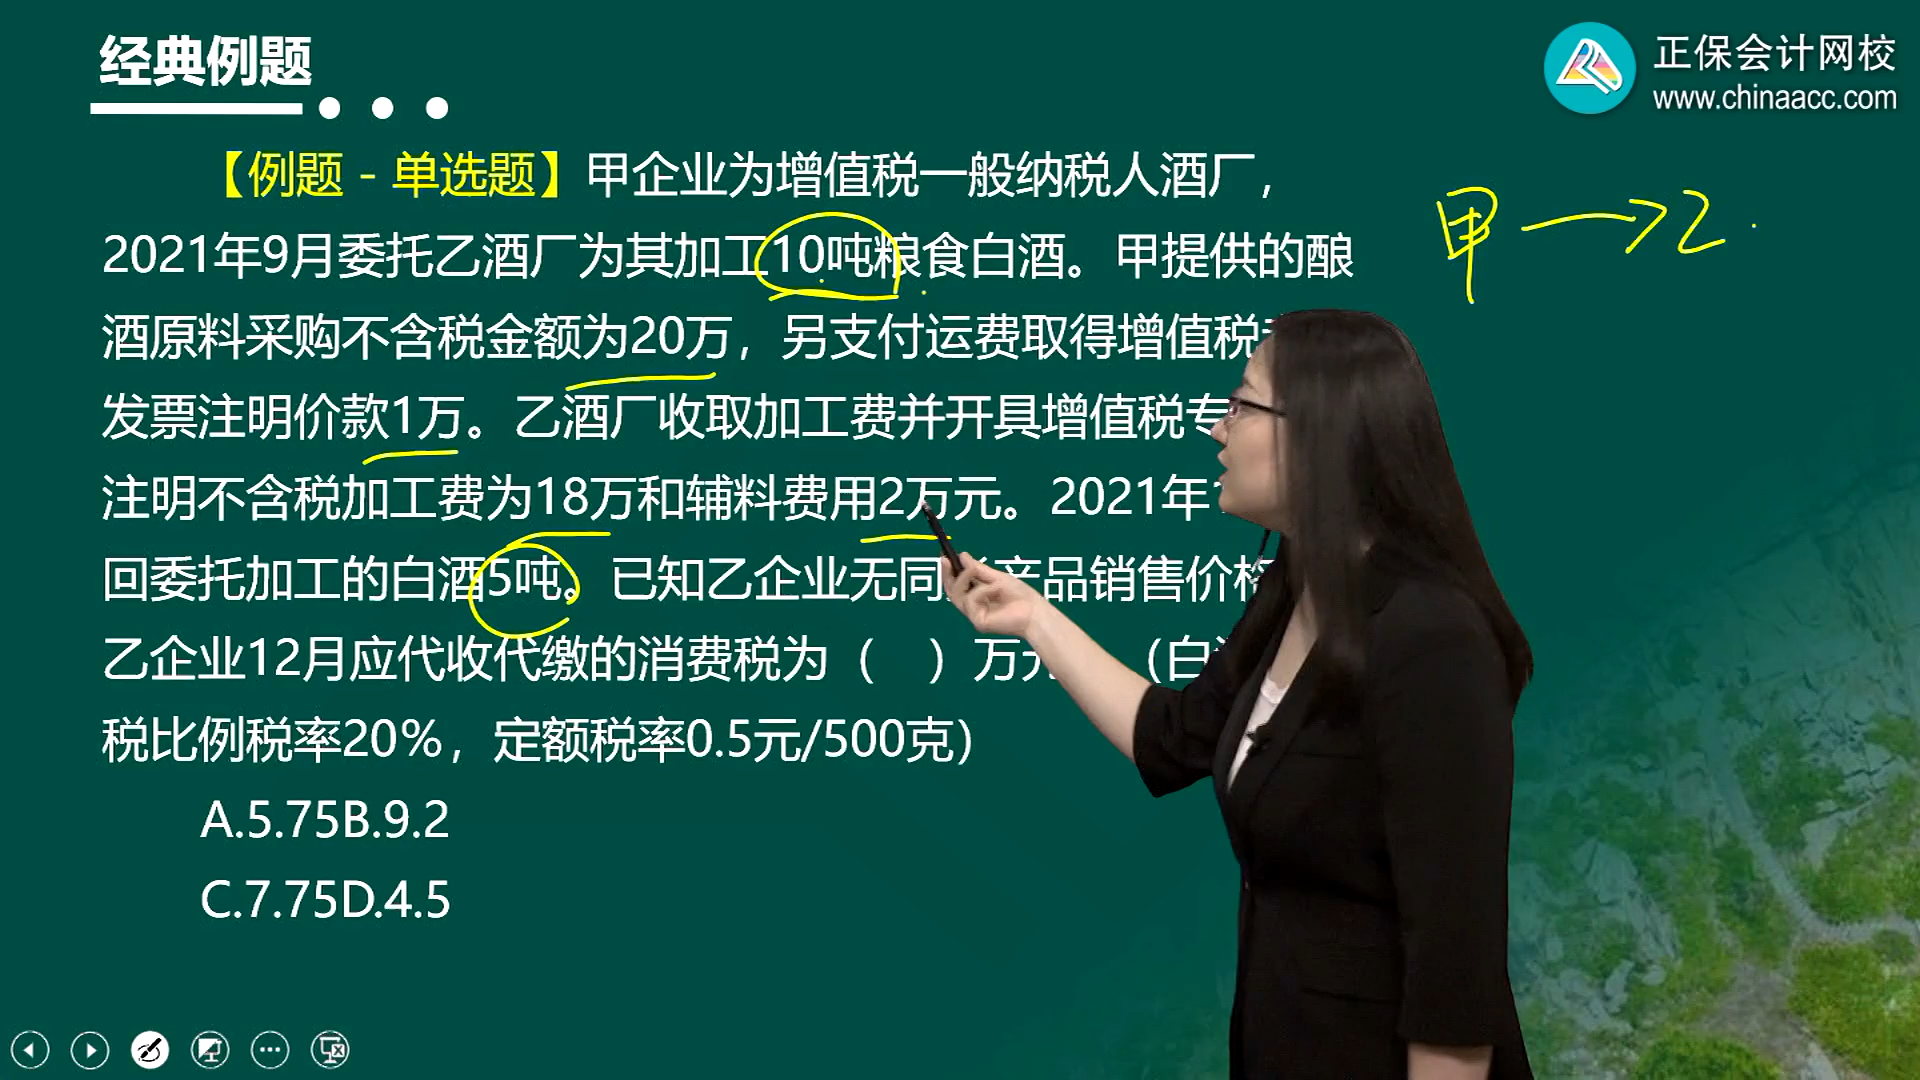 经典例题
正保会计网校
www.chinaacc.com
【例题－单选题】甲企业为增值税一般纳税人酒厂，
2021年9月委托乙酒厂为其加工10吨粮食白酒。甲提供的酿
酒原料采购不含税金额为20万，另支付运费取得增值税
发票注明价款1万。乙酒厂收取加工费并开具增值税专
注明不含税加工费为18万和辅料费用2万元。2021年
回委托加工的白酒5吨。已知乙企业无同 产品销售价格
乙企业12月应代收代缴的消费税为（ ）万元 （白
税比例税率20%，定额税率0.5元/500克）
A.5.75B.9.2
C.7.75D.4.5
甲→乙